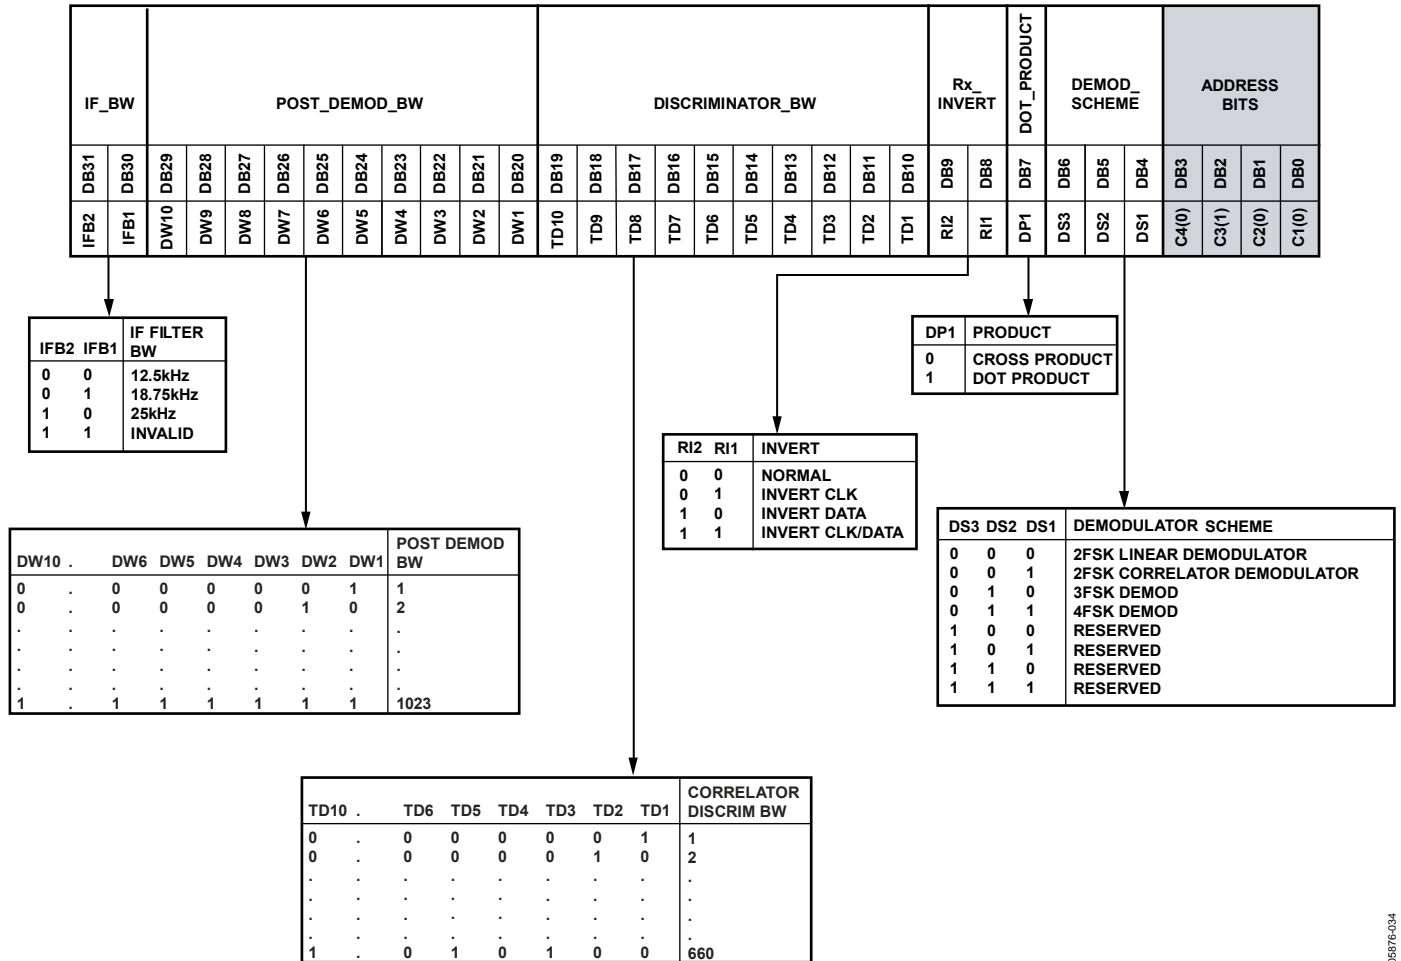 IF_BW POST_DEMOD_BW DISCRIMINATOR_BW Rx_ INVERT DOT_PRODUCT DEMOD_ SCHEME ADDRESS BITS
DB31 DB30 DB29 DB28 DB27 DB26 DB25 DB24 DB23 DB22 DB21 DB20 DB19 DB18 DB17 DB16 DB15 DB14 DB13 DB12 DB11 DB10 DB9 DB8 DB7 DB6 DB5 DB4 DB3 DB2 DB1 DB0
IFB2 IFB1 DW10 DW9 DW8 DW7 DW6 DW5 DW4 DW3 DW2 DW1 TD10 TD9 TD8 TD7 TD6 TD5 TD4 TD3 TD2 TD1 RI2 RI1 DP1 DS3 DS2 DS1 C4(0) C3(1) C2(0) C1(0)
IFB2 IFB1 IF FILTER BW
0 0 12.5kHz
0 1 18.75kHz
1 0 25kHz
1 1 INVALID
DP1 PRODUCT
0 CROSS PRODUCT
1 DOT PRODUCT
RI2 RI1 INVERT
0 0 NORMAL
0 1 INVERT CLK
1 0 INVERT DATA
1 1 INVERT CLK/DATA
DS3 DS2 DS1 DEMODULATOR SCHEME
0 0 0 2FSK LINEAR DEMODULATOR
0 0 1 2FSK CORRELATOR DEMODULATOR
0 1 0 3FSK DEMOD
0 1 1 4FSK DEMOD
1 0 0 RESERVED
1 0 1 RESERVED
1 1 0 RESERVED
1 1 1 RESERVED
DW10 . DW6 DW5 DW4 DW3 DW2 DW1 POST DEMOD BW
0 . 0 0 0 0 0 1 1
0 . 0 0 0 0 1 0 2
. . . . . . . . .
. . . . . . . . .
. . . . . . . . .
. . . . . . . . .
1 . 1 1 1 1 1 1 1023
TD10 . TD6 TD5 TD4 TD3 TD2 TD1 CORRELATOR DISCRIM BW
0 . 0 0 0 0 0 1 1
0 . 0 0 0 0 1 0 2
. . . . . . . . .
. . . . . . . . .
. . . . . . . . .
. . . . . . . . .
1 . 0 1 0 1 0 0 660
05876-034